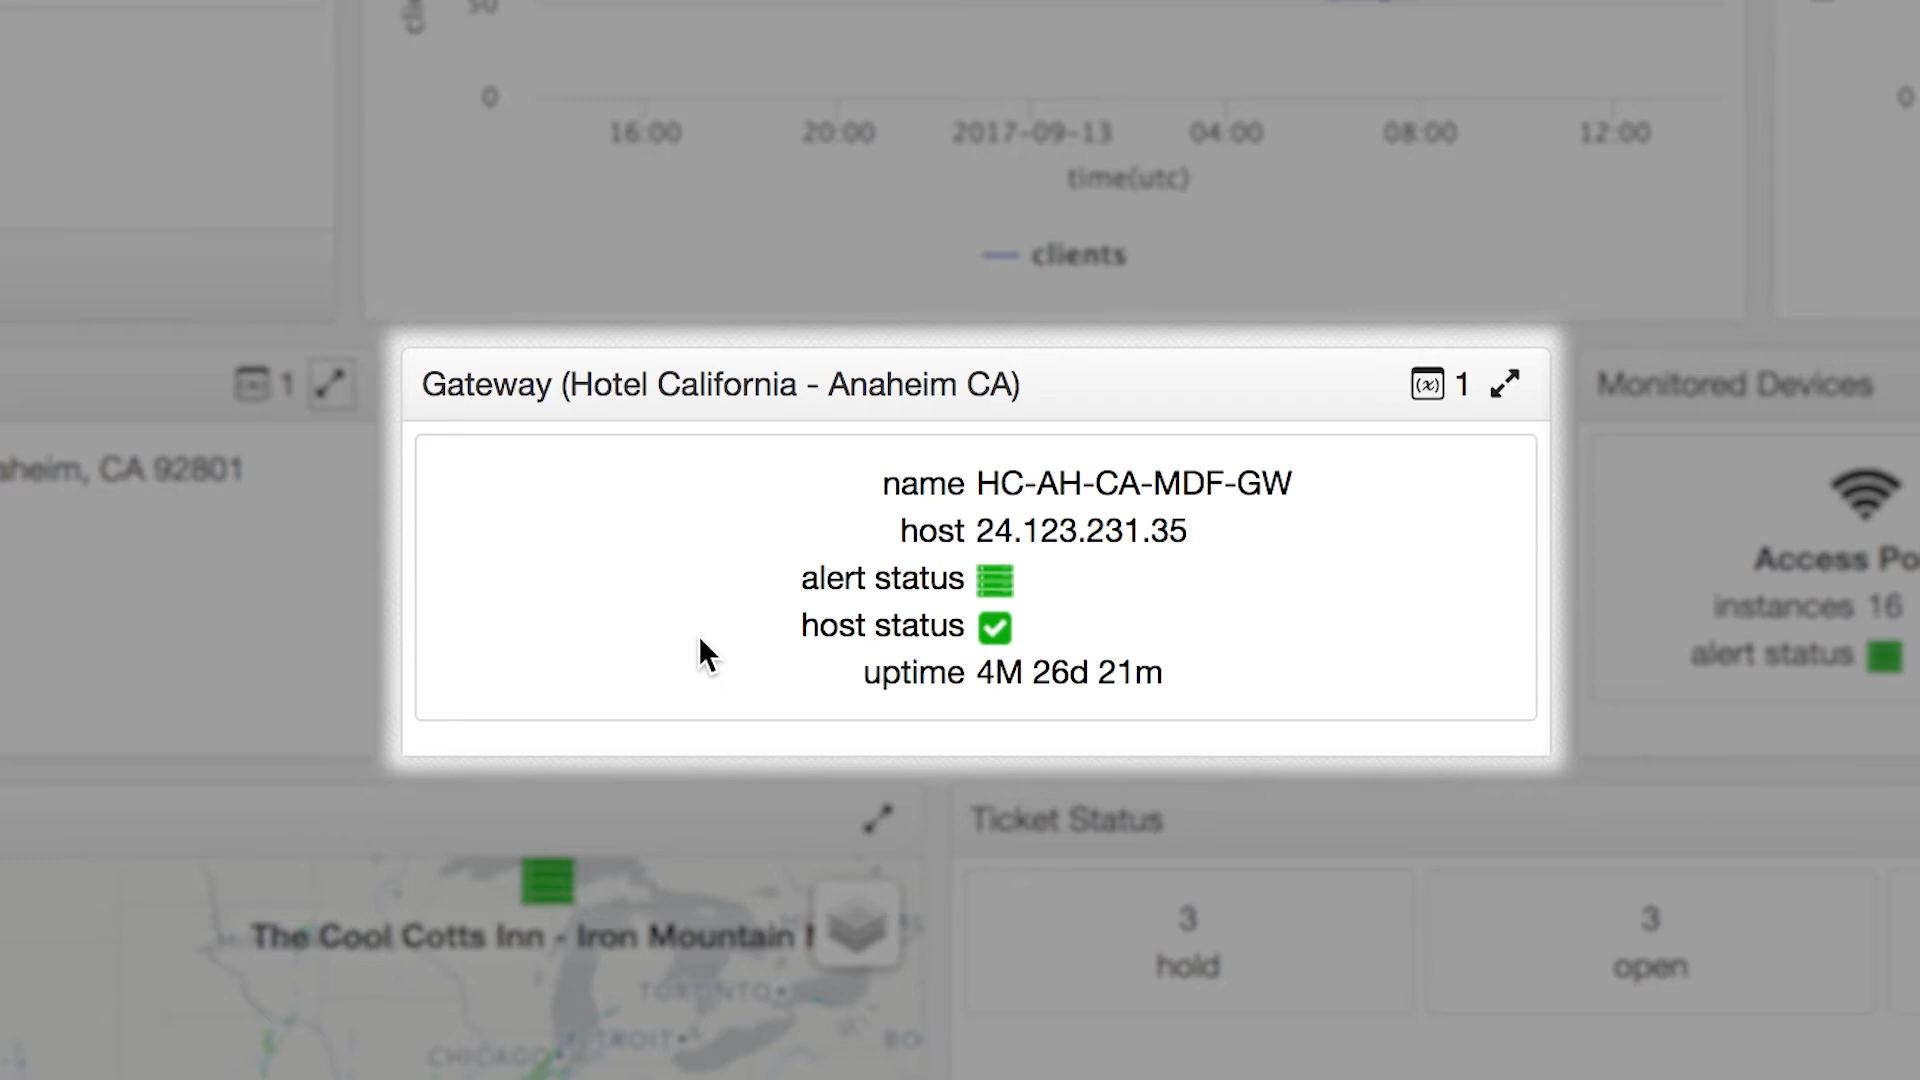 50
0
16:00 20:00 2017-09-13 04:00 08:00 12:00
time(utc)
clients
0
1
Gateway (Hotel California - Anaheim CA)
(x) 1
Monitored Devices
aheim, CA 92801
name HC-AH-CA-MDF-GW
host 24.123.231.35
alert status
host status
uptime 4M 26d 21m
Access Po
instances 16
alert status
Ticket Status
The Cool Cotts Inn - Iron Mountain
TORONTO
TROIT
CHICAGO
BO
3
hold
3
open